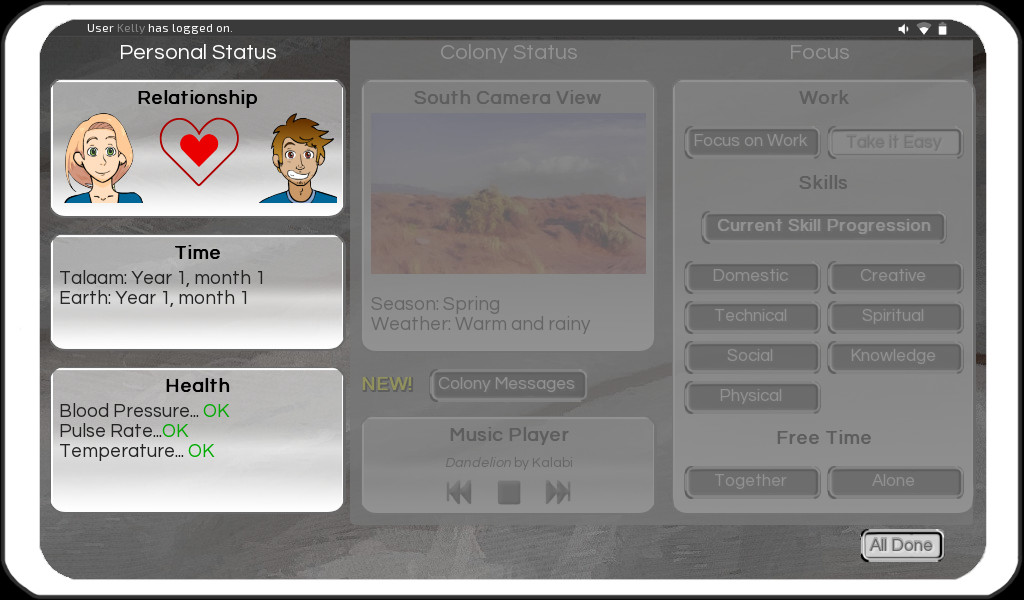 User Kelly has logged on.
Personal Status
Relationship
Time
Talaam: Year 1, month 1
Earth: Year 1, month 1
Health
Blood Pressure... OK
Pulse Rate...OK
Temperature... OK
Colony Status
South Camera View
Season: Spring
Weather: Warm and rainy
NEW!
Colony Messages
Music Player
Dandelion by Kalabi
Focus
Work
Focus on Work
Take it Easy
Skills
Current Skill Progression
Domestic
Creative
Technical
Spiritual
Social
Knowledge
Physical
Free Time
Together
Alone
All Done